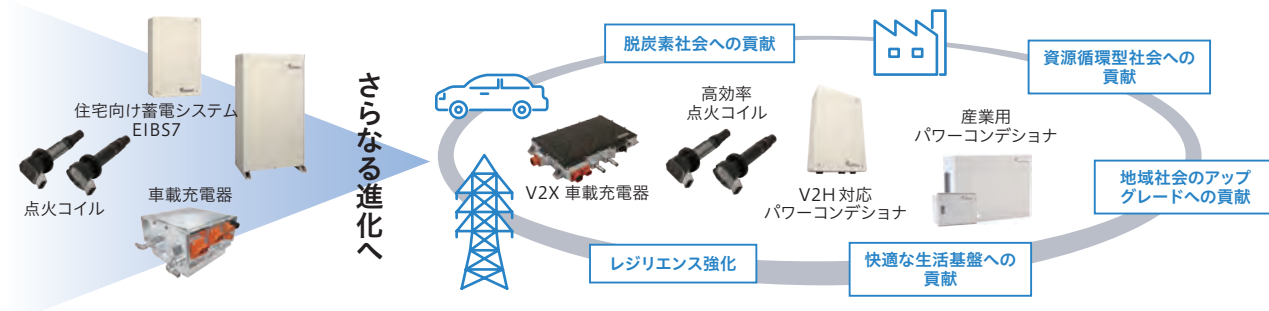 住宅向け蓄電システム
EIBS7
点火コイル
車載充電器
さらなる進化へ
脱炭素社会への貢献
資源循環型社会への
貢献
高効率
点火コイル
産業用
パワーコンデショナ
V2X 車載充電器
V2H対応
パワーコンデショナ
地域社会のアップ
グレードへの貢献
レジリエンス強化
快適な生活基盤への
貢献